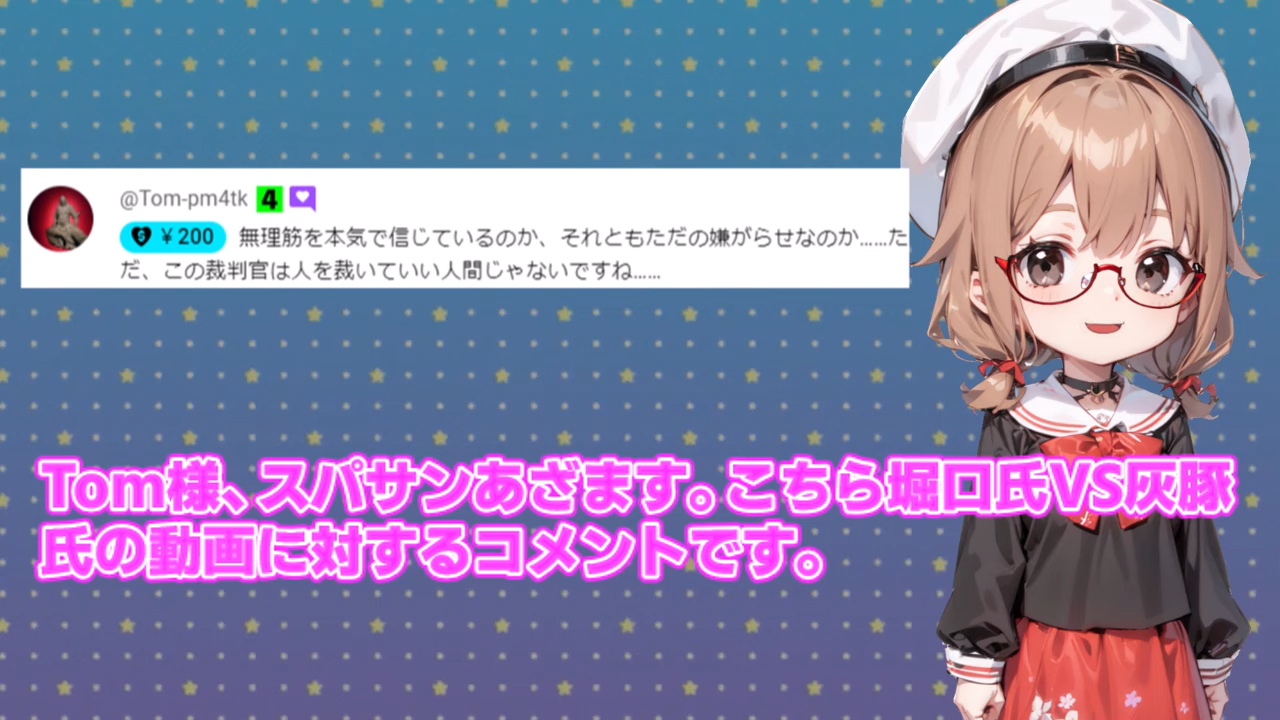 @Tom-pm4tk 4
￥200 無理筋を本気で信じているのか、それともただの嫌がらせなのか……た
だ、この裁判官は人を裁いていい人間じゃないですね……
Tom様、スパサンあざます。こちら堀口氏VS灰豚
氏の動画に対するコメントです。